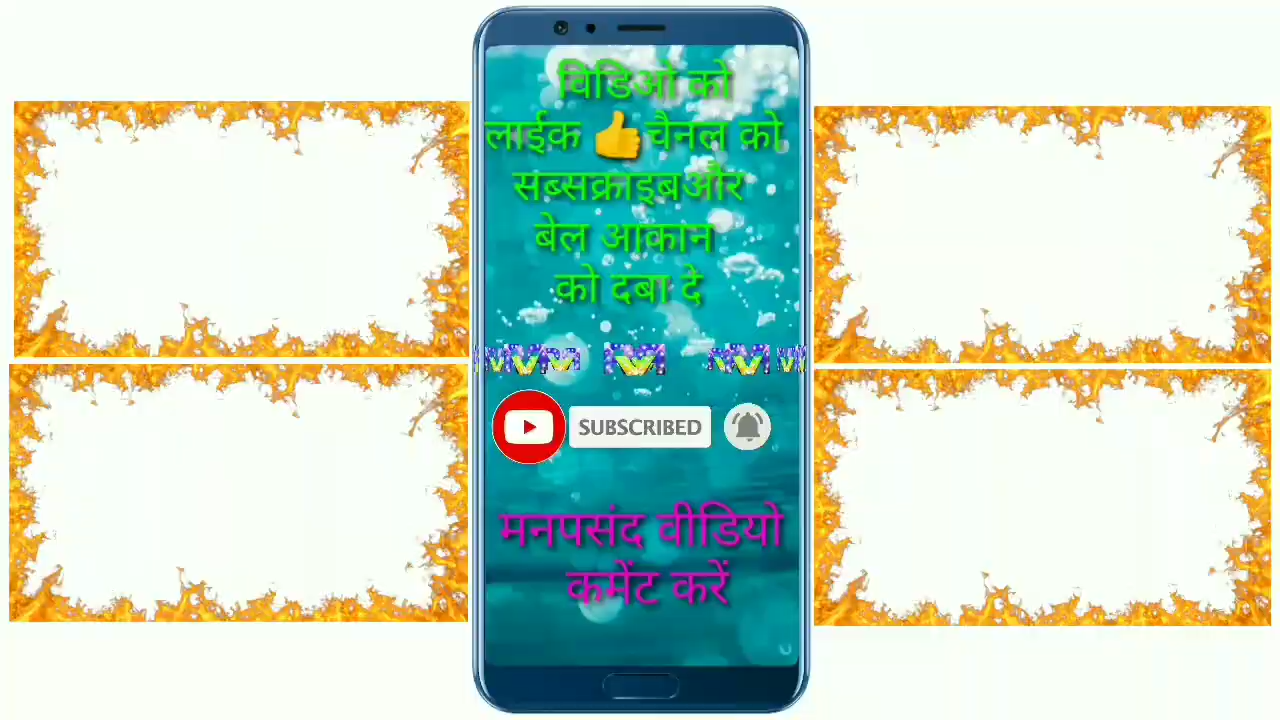 विडिओ को
लाईक 👍 चैनल को
सब्सक्राइबऔर
बेल आकान
को दबा दे
SUBSCRIBED
मनपसंद वीडियो
कमेंट करें